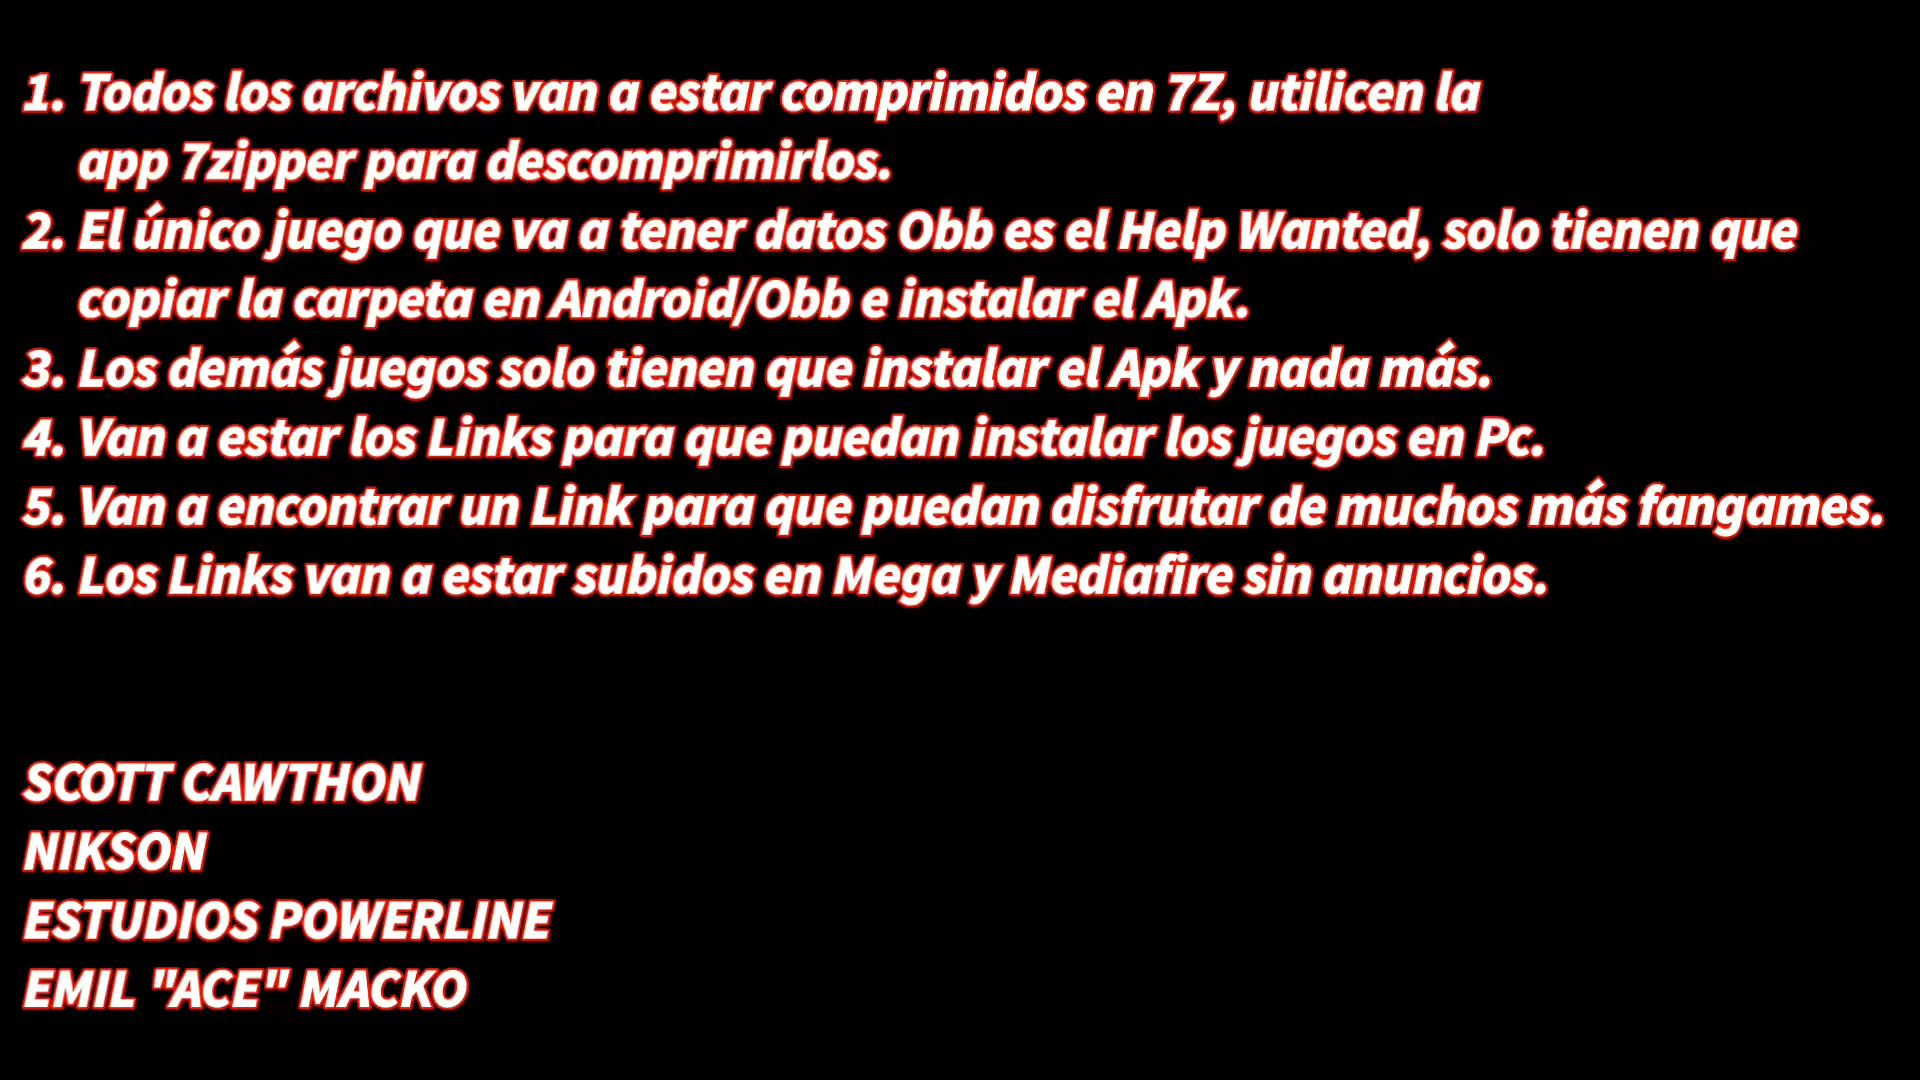 1. Todos los archivos van a estar comprimidos en 7Z, utilicen la
app 7zipper para descomprimirlos.
2. El único juego que va a tener datos Obb es el Help Wanted, solo tienen que
copiar la carpeta en Android/Obb e instalar el Apk.
3. Los demás juegos solo tienen que instalar el Apk y nada más.
4. Van a estar los Links para que puedan instalar los juegos en Pc.
5. Van a encontrar un Link para que puedan disfrutar de muchos más fangames.
6. Los Links van a estar subidos en Mega y Mediafire sin anuncios.
SCOTT CAWTHON
NIKSON
ESTUDIOS POWERLINE
EMIL "ACE" MACKO